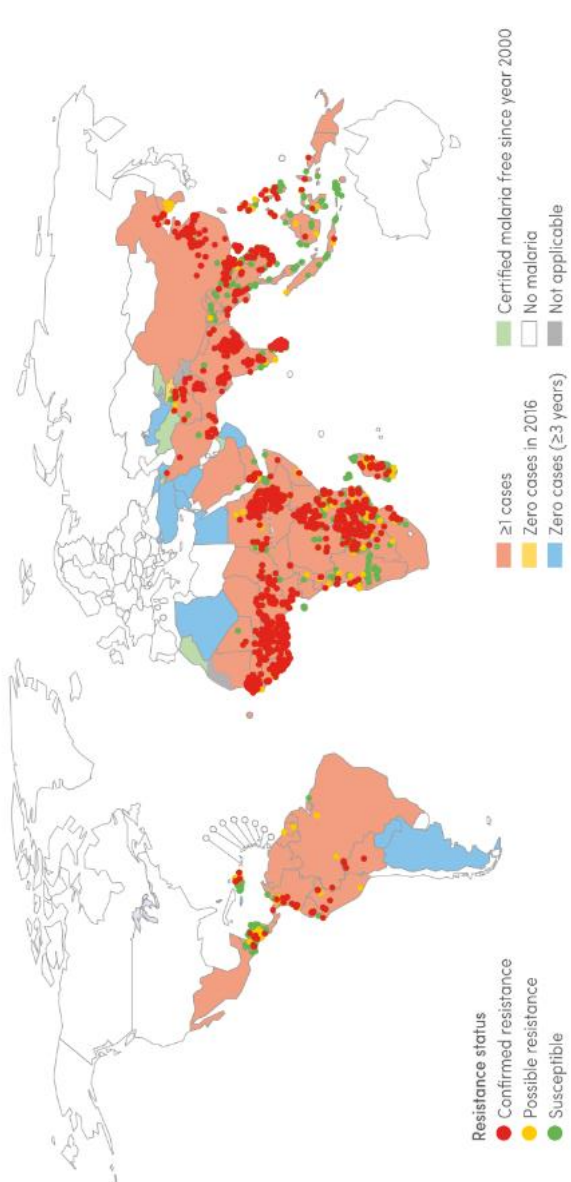 Resistance status
Confirmed resistance
Possible resistance
Susceptible
≥1 cases
Zero cases in 2016
Zero cases (≥3 years)
Certified malaria free since year 2000
No malaria
Not applicable